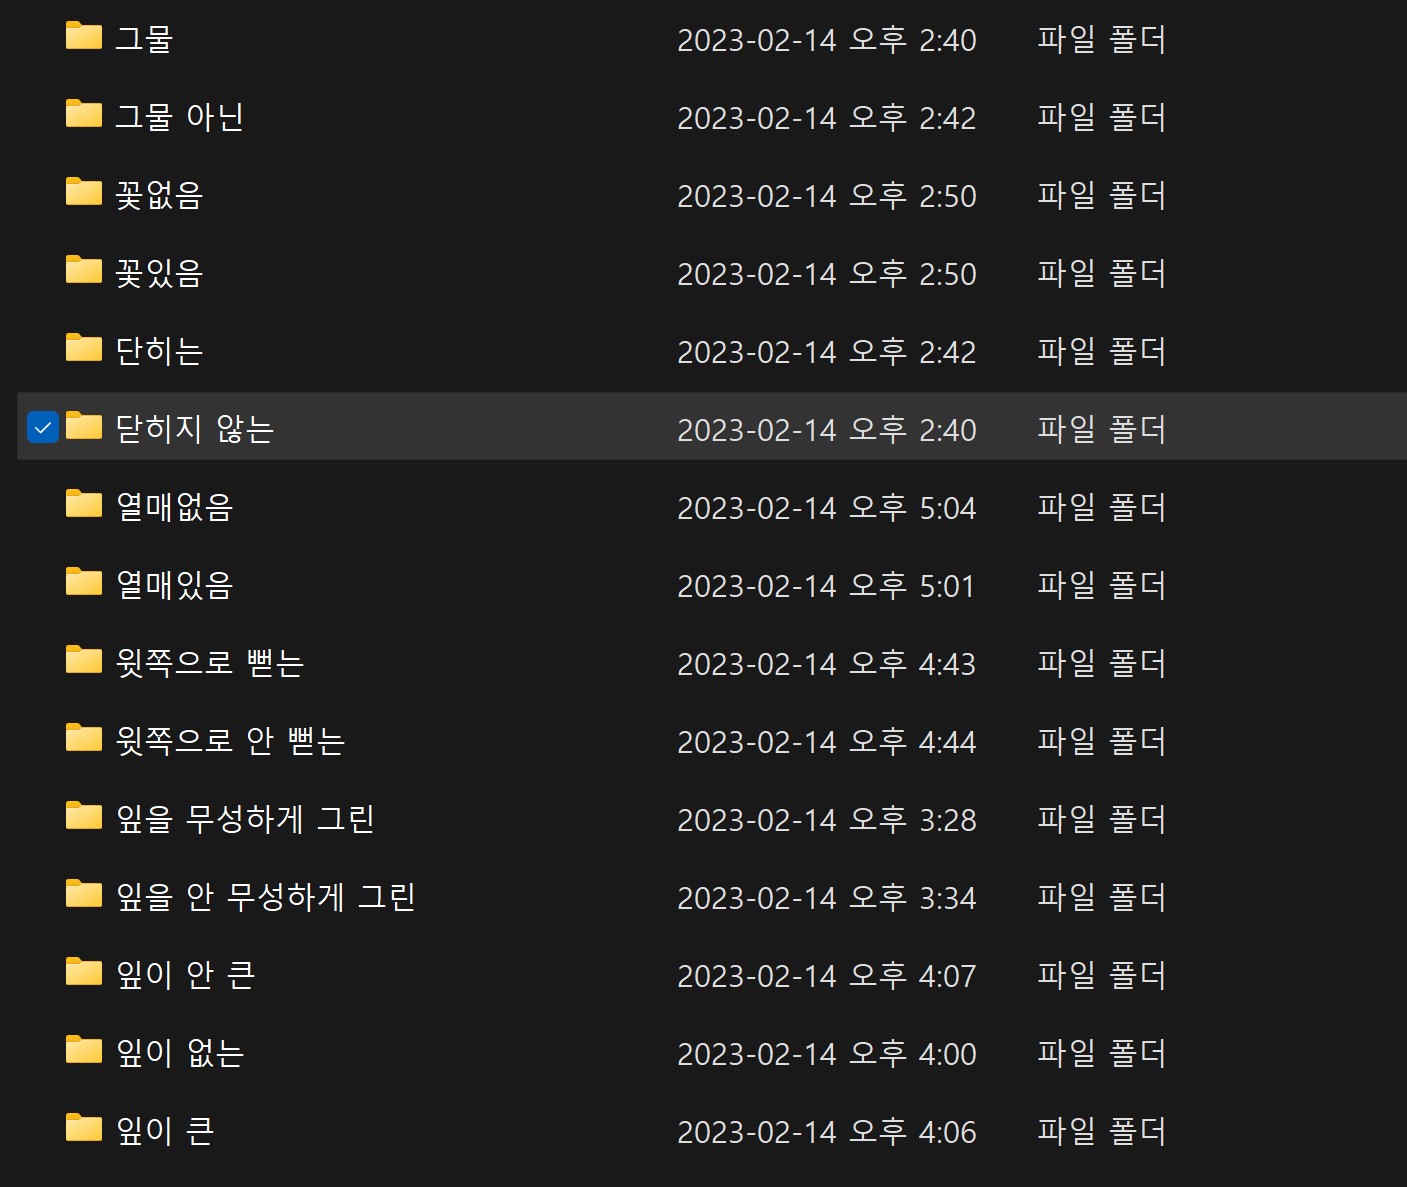 그물 2023-02-14 오후 2:40 파일 폴더
그물 아닌 2023-02-14 오후 2:42 파일 폴더
꽃없음 2023-02-14 오후 2:50 파일 폴더
꽃있음 2023-02-14 오후 2:50 파일 폴더
단히는 2023-02-14 오후 2:42 파일 폴더
닫히지 않는 2023-02-14 오후 2:40 파일 폴더
열매없음 2023-02-14 오후 5:04 파일 폴더
열매있음 2023-02-14 오후 5:01 파일 폴더
윗쪽으로 뻗는 2023-02-14 오후 4:43 파일 폴더
윗쪽으로 안 뻗는 2023-02-14 오후 4:44 파일 폴더
잎을 무성하게 그린 2023-02-14 오후 3:28 파일 폴더
잎을 안 무성하게 그린 2023-02-14 오후 3:34 파일 폴더
잎이 안 큰 2023-02-14 오후 4:07 파일 폴더
잎이 없는 2023-02-14 오후 4:00 파일 폴더
잎이 큰 2023-02-14 오후 4:06 파일 폴더